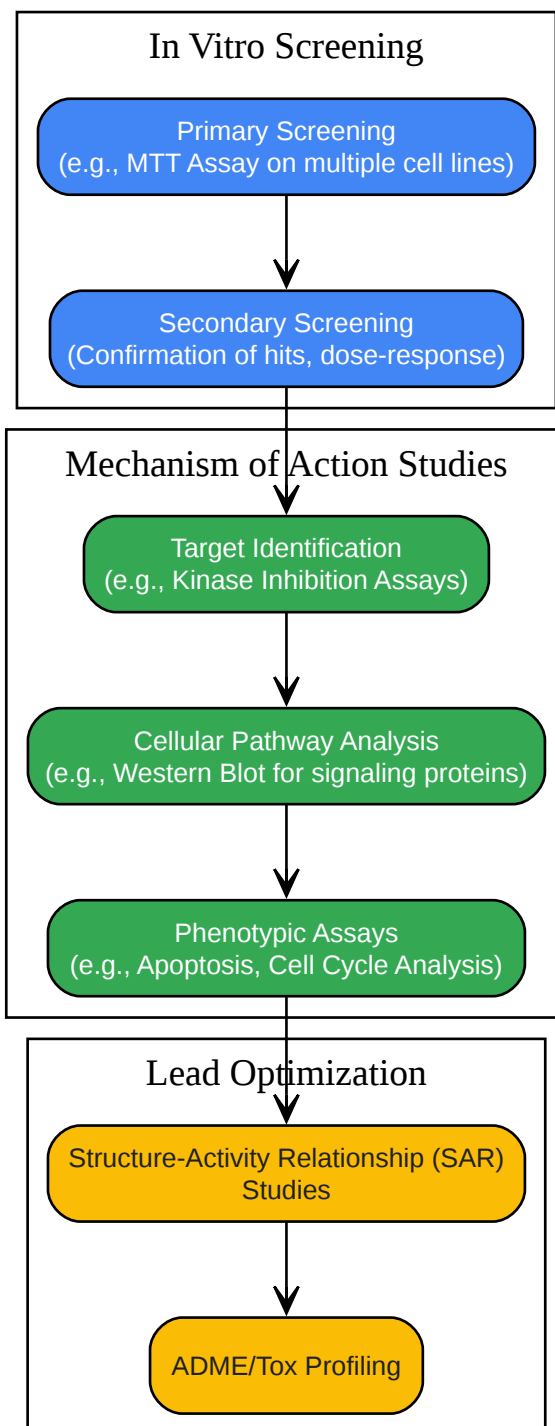 In Vitro Screening
Primary Screening
(e.g., MTT Assay on multiple cell lines)
Secondary Screening
(Confirmation of hits, dose-response)
Mechanism of Action Studies
Target Identification
(e.g., Kinase Inhibition Assays)
Cellular Pathway Analysis
(e.g., Western Blot for signaling proteins)
Phenotypic Assays
(e.g., Apoptosis, Cell Cycle Analysis)
Lead Optimization
Structure-Activity Relationship (SAR)
Studies
ADME/Tox Profiling